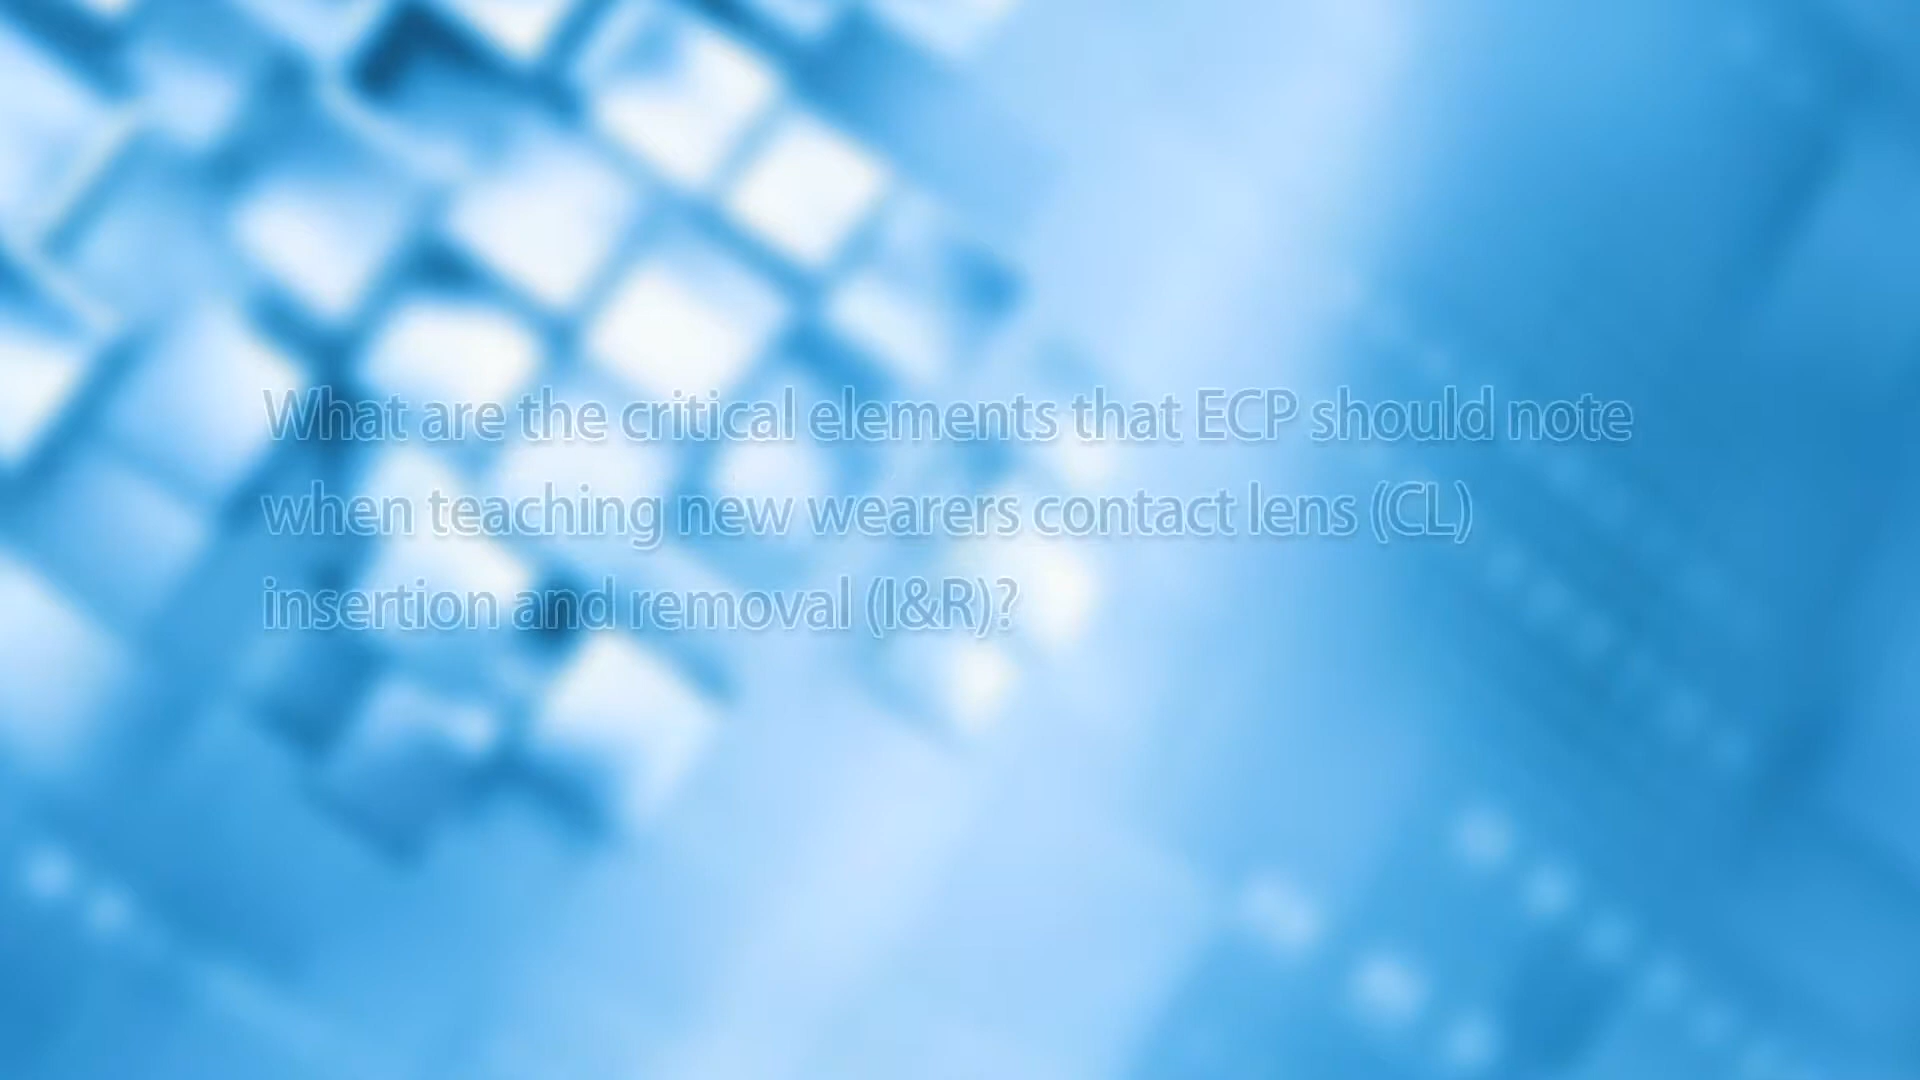 What are the critical elements that ECP should note
when teaching new wearers contact lens (CL)
insertion and removal (I&R)?